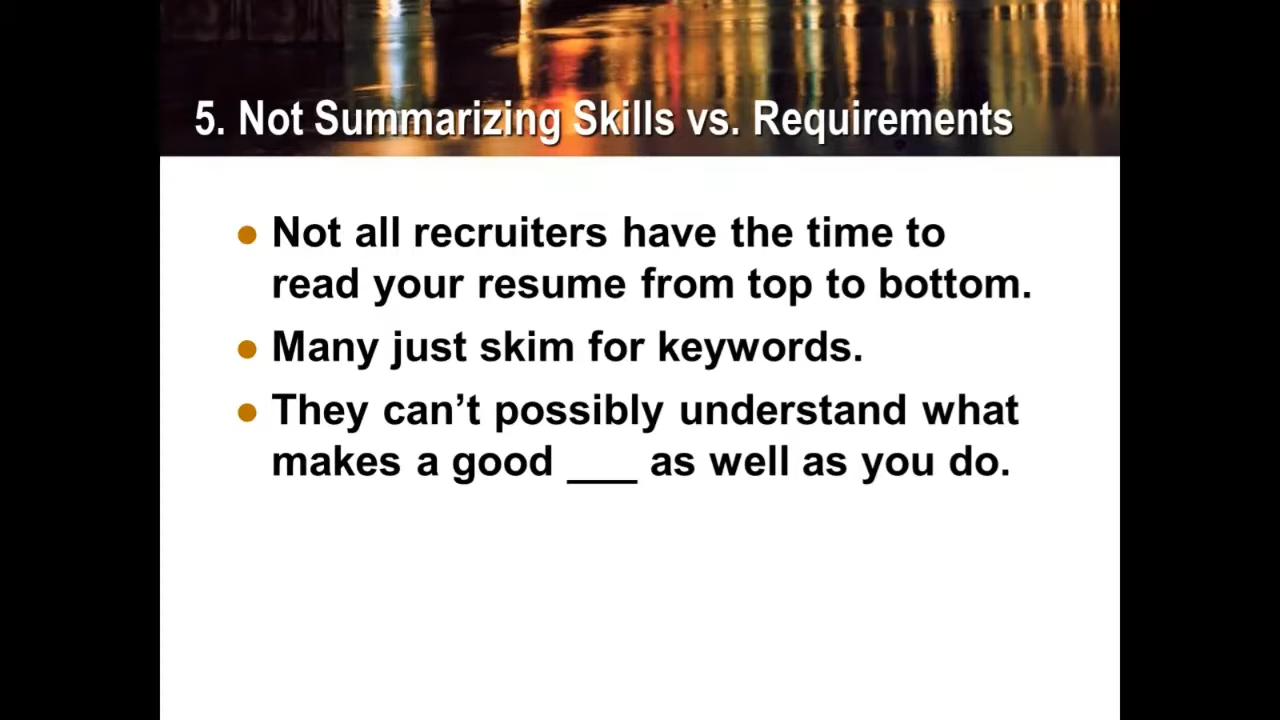 5. Not Summarizing Skills vs. Requirements
● Not all recruiters have the time to
read your resume from top to bottom.
● Many just skim for keywords.
● They can’t possibly understand what
makes a good ___ as well as you do.